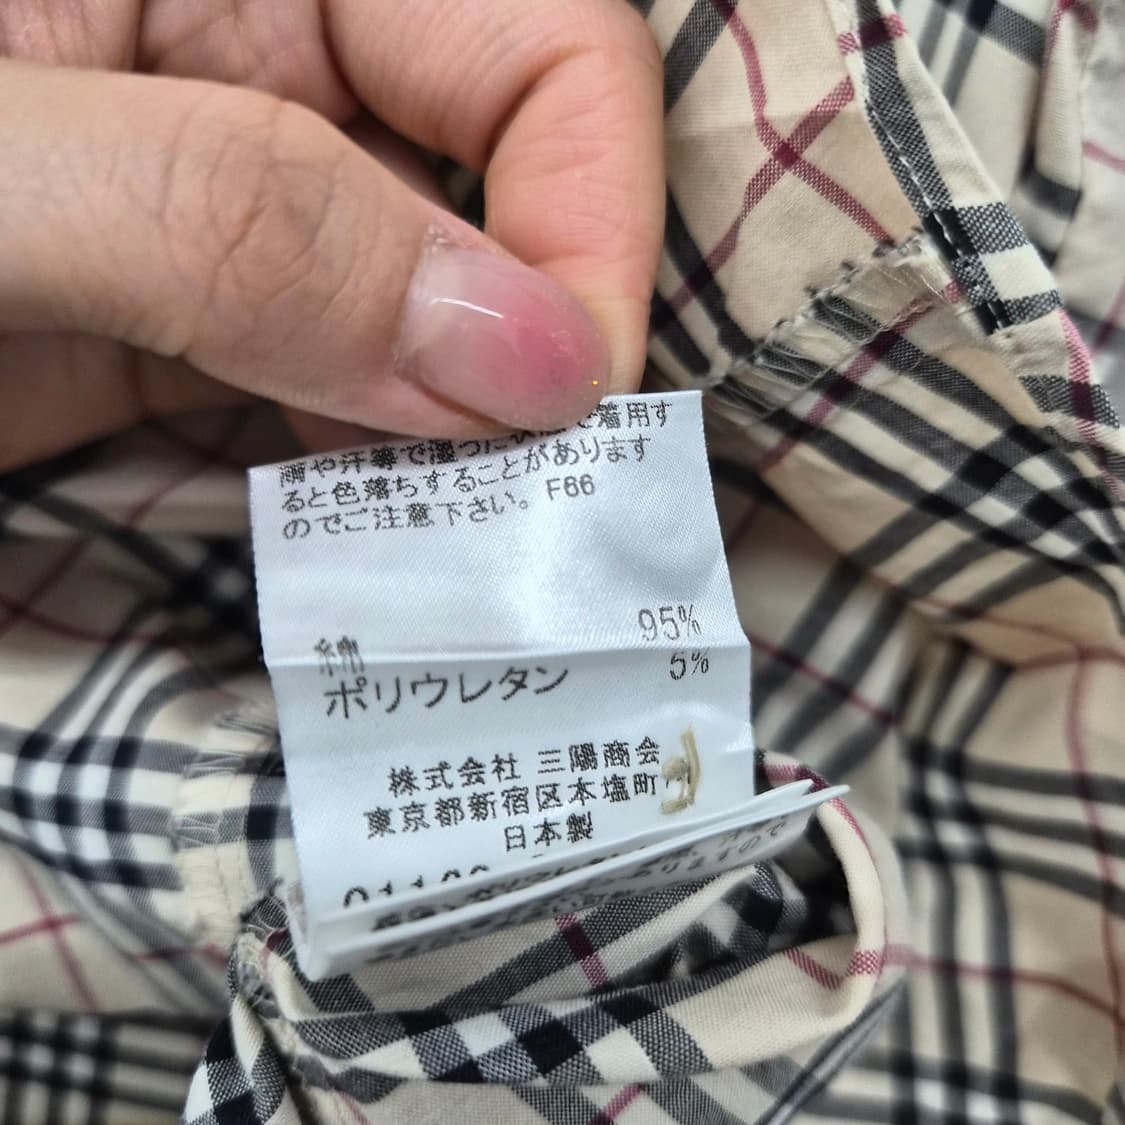 雨や汗等で湿った状態で着用す
ると色落ちすることがあります
のでご注意下さい。 F66
綿 95%
ポリウレタン 5%
株式会社 三陽商会
東京都新宿区本塩町
日本製